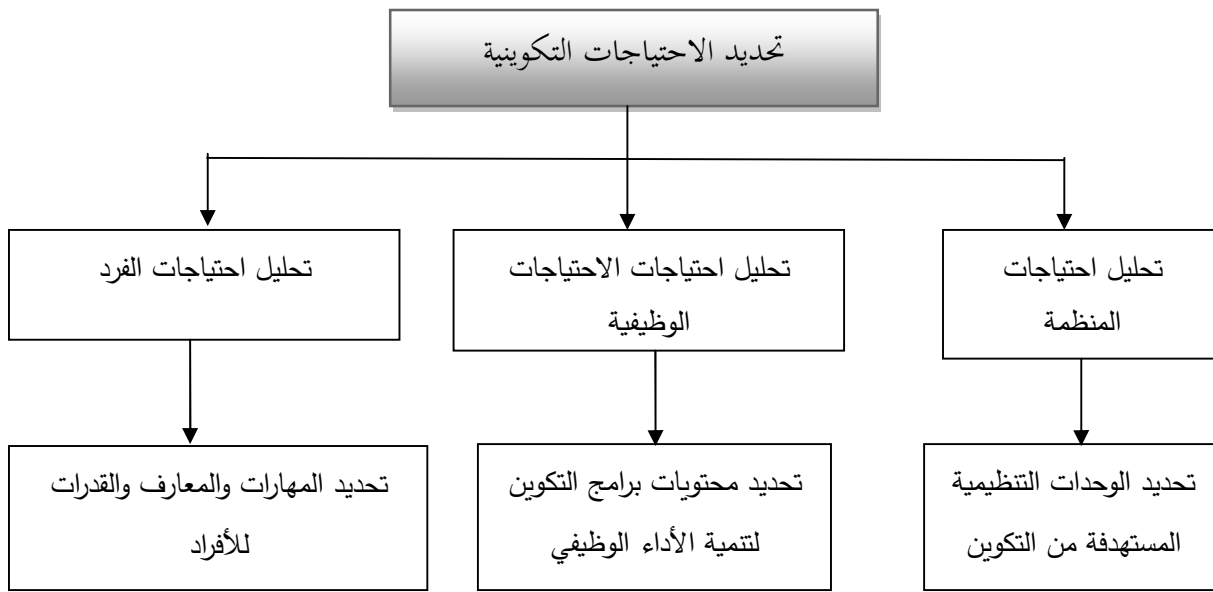 تحديد الاحتياجات التكوينية
تحليل احتياجات
المنظمة
تحليل احتياجات الاحتياجات
الوظيفية
تحليل احتياجات الفرد
تحديد الوحدات التنظيمية
المستهدفة من التكوين
تحديد محتويات برامج التكوين
لتنمية الأداء الوظيفي
تحديد المهارات والمعارف والقدرات
للأفراد